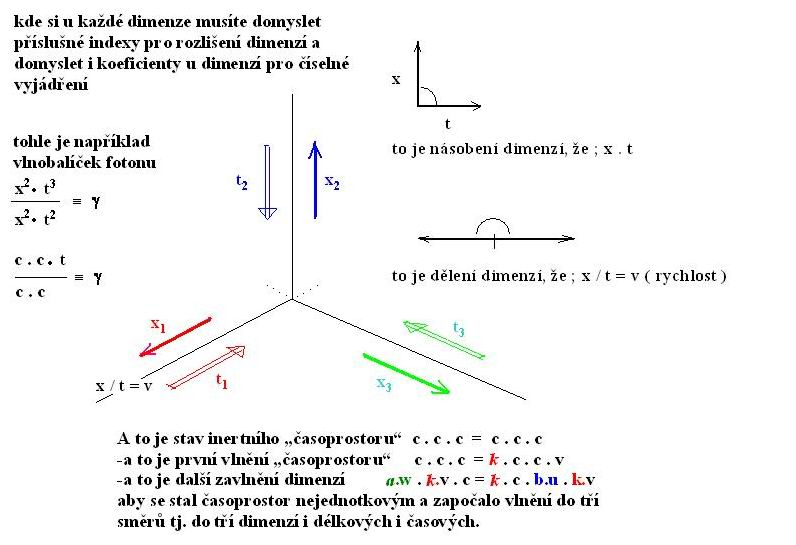 kde si u každé dimenze musíte domyslet
příslušné indexy pro rozlišení dimenzí a
domyslet i koeficienty u dimenzí pro číselné
vyjádření
tohle je například
vlnobalíček fotonu
x² • t³
x² • t²
≡ γ
c . c . t
c . c
≡ γ
x
t
to je násobení dimenzí, že ; x . t
to je dělení dimenzí, že ; x / t = v ( rychlost )
t₂
x₂
x₁
t₁
x / t = v
t₃
x₃
A to je stav inertního „časoprostoru“ c . c . c = c . c . c
-a to je první vlnění „časoprostoru“ c . c . c = k . c . c . v
-a to je další zavlnění dimenzí a.w . k.v . c = k . c . b.u . k.v
aby se stal časoprostor nejednotkovým a započalo vlnění do tří
směrů tj. do tří dimenzí i délkových i časových.